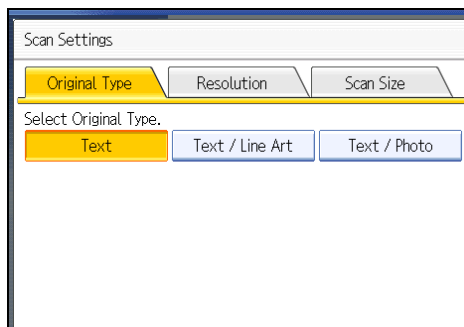 Scan Settings
Original Type Resolution Scan Size
Select Original Type.
Text Text / Line Art Text / Photo